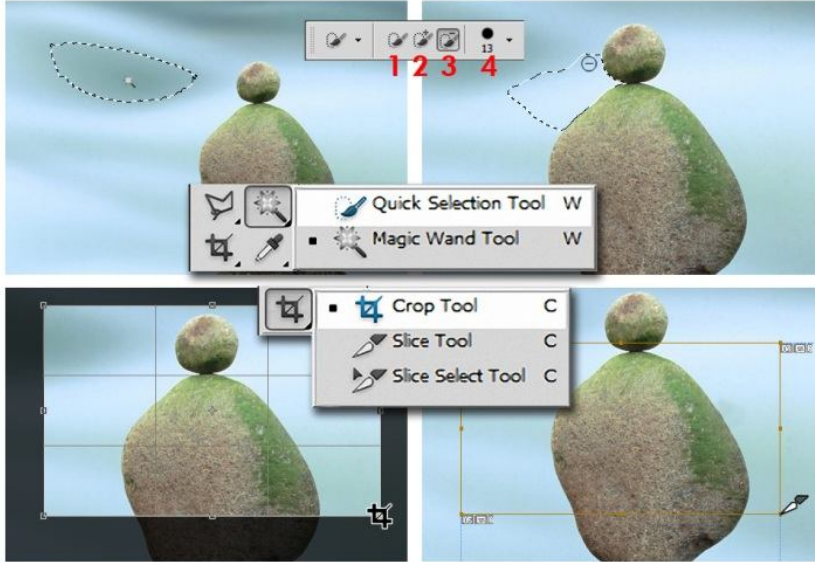 1 2 3 4
13
Quick Selection Tool W
Magic Wand Tool W
Crop Tool C
Slice Tool C
Slice Select Tool C